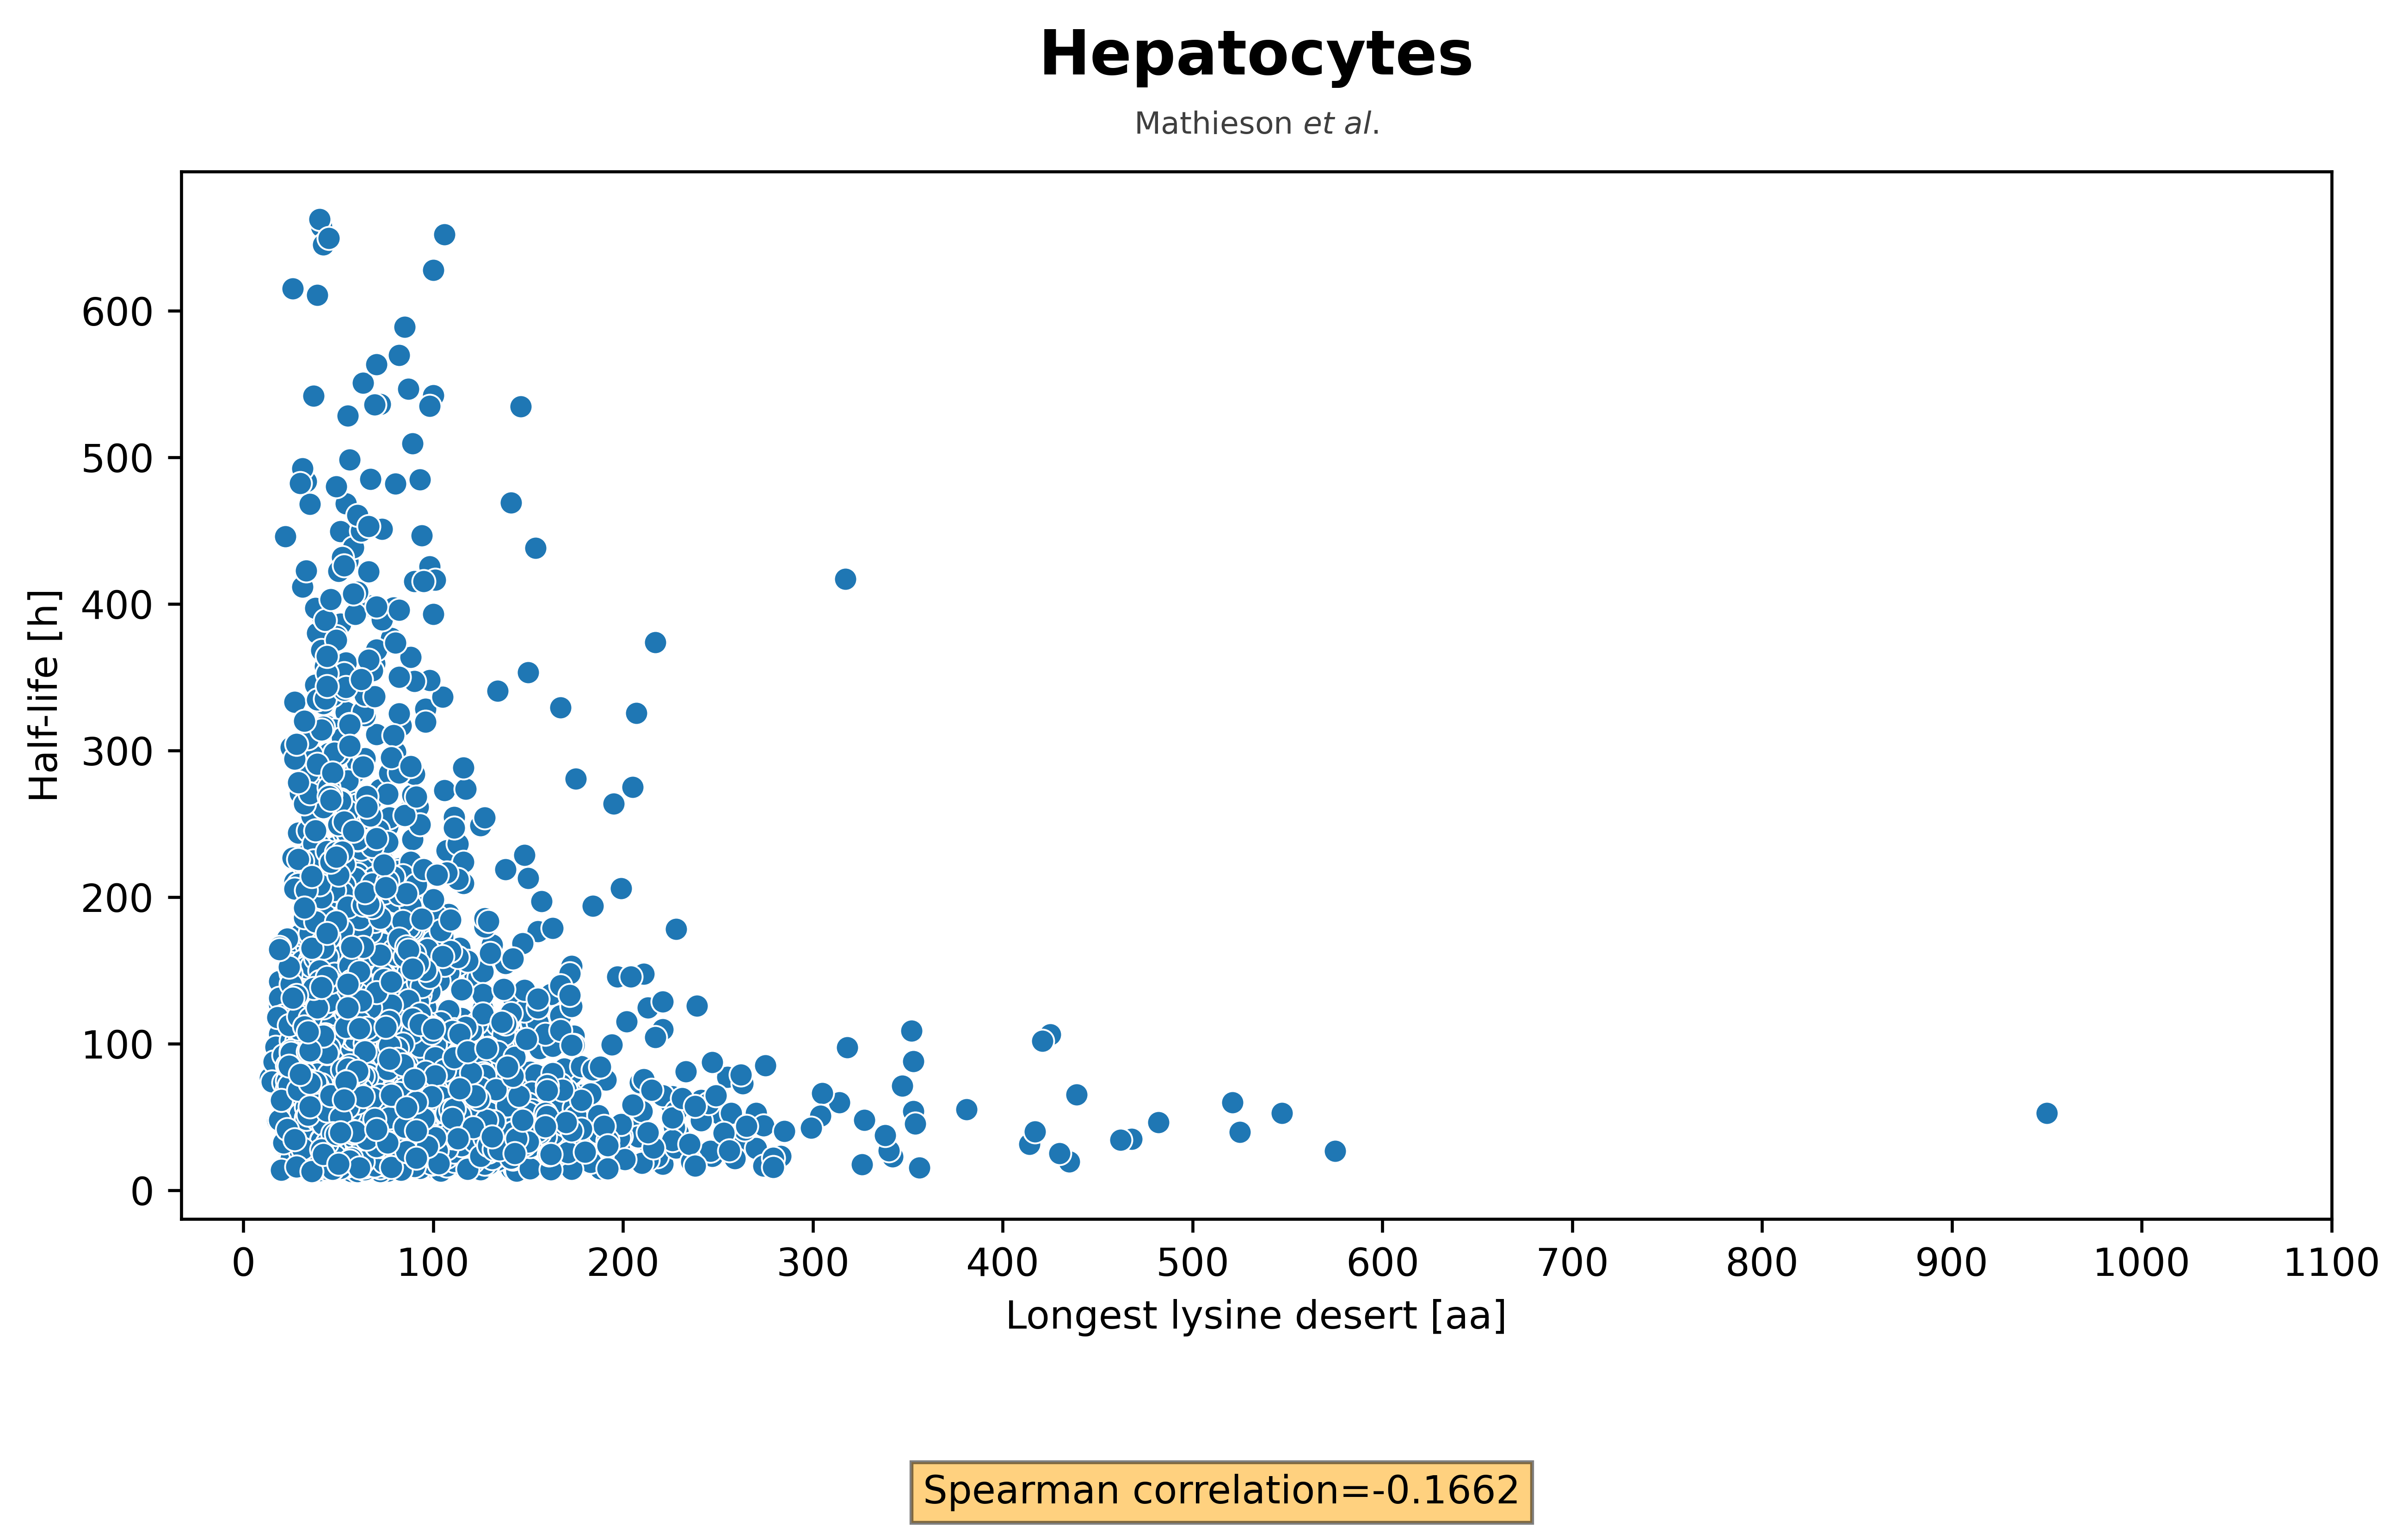 Hepatocytes
Mathieson et al.
600
500
400
300
200
100
0
Half-life [h]
0 100 200 300 400 500 600 700 800 900 1000 1100
Longest lysine desert [aa]
Spearman correlation=-0.1662